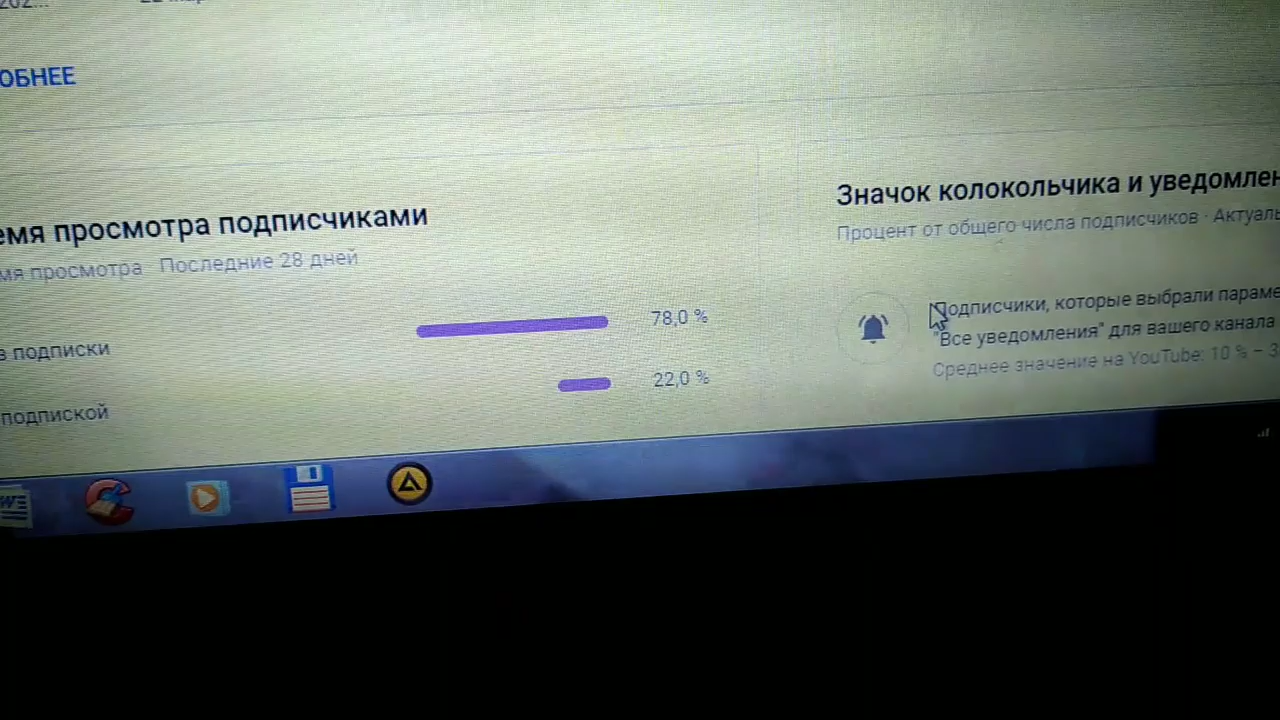 ОБНЕЕ
емя просмотра подписчиками
мя просмотра Последние 28 дней
78,0 %
з подписки
22,0 %
подпиской
Значок колокольчика и уведомлен
Процент от общего числа подписчиков · Актуаль
Подписчики, которые выбрали параме
"Все уведомления" для вашего канала
Среднее значение на YouTube: 10 % – 3
W